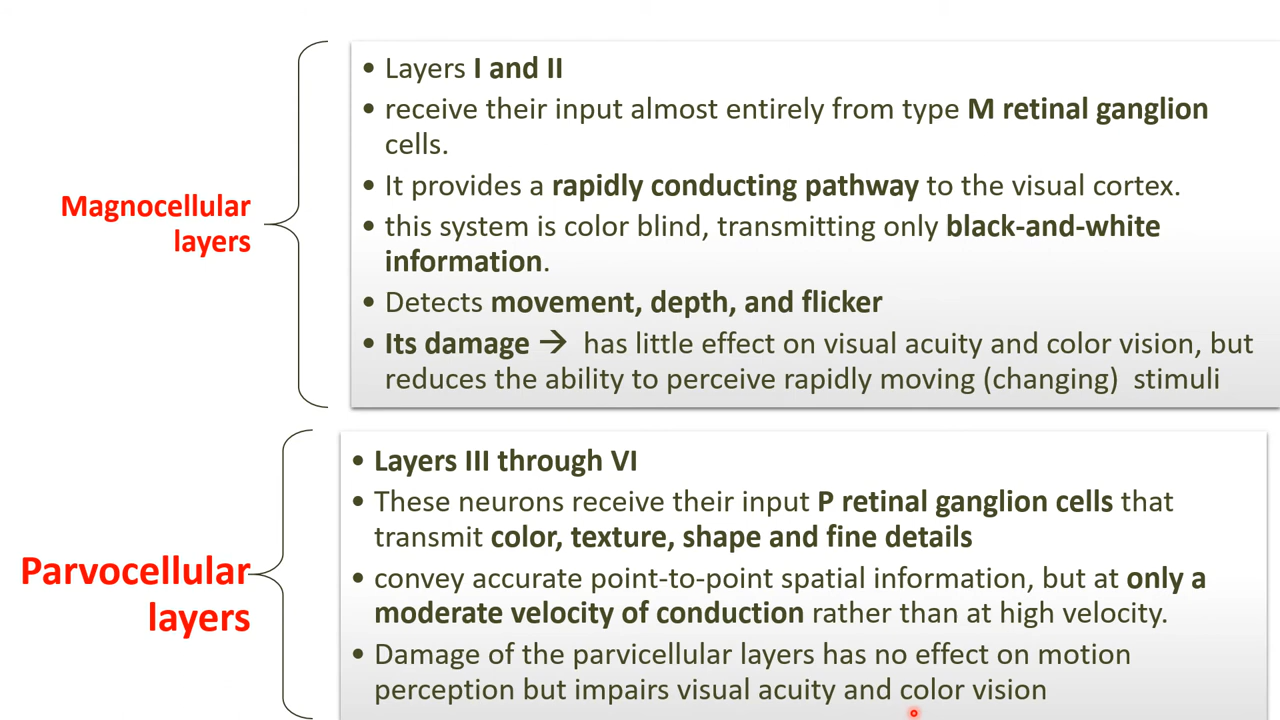 Magnocellular
layers
• Layers I and II
• receive their input almost entirely from type M retinal ganglion
cells.
• It provides a rapidly conducting pathway to the visual cortex.
• this system is color blind, transmitting only black-and-white
information.
• Detects movement, depth, and flicker
• Its damage → has little effect on visual acuity and color vision, but
reduces the ability to perceive rapidly moving (changing) stimuli
Parvocellular
layers
• Layers III through VI
• These neurons receive their input P retinal ganglion cells that
transmit color, texture, shape and fine details
• convey accurate point-to-point spatial information, but at only a
moderate velocity of conduction rather than at high velocity.
• Damage of the parvicellular layers has no effect on motion
perception but impairs visual acuity and color vision